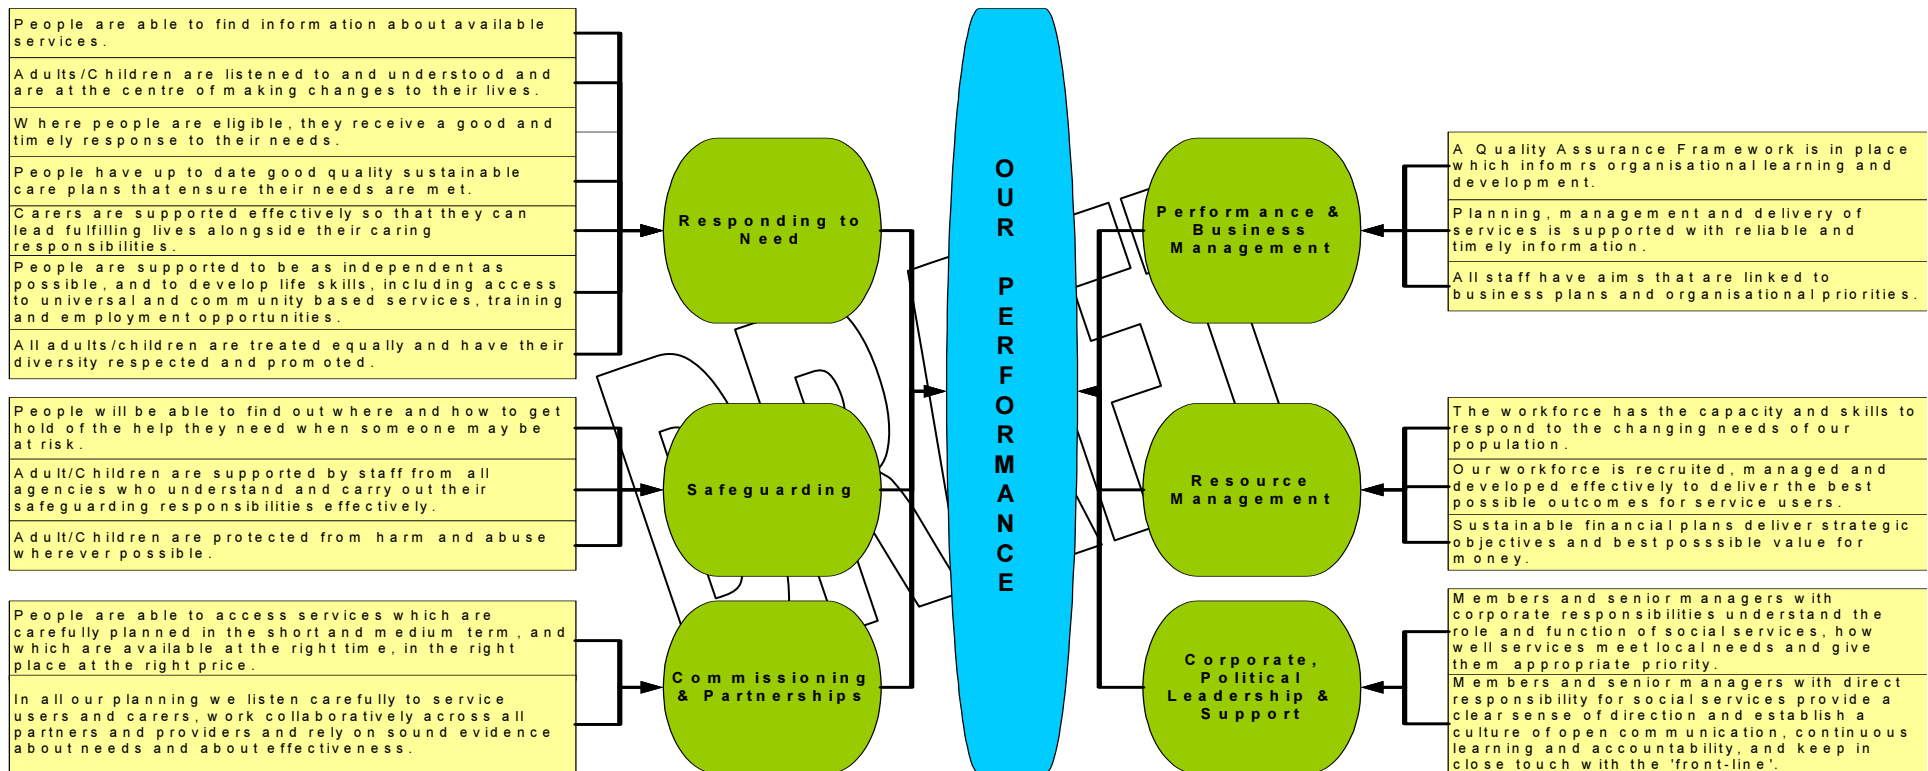 People are able to find information about available
services.
Adults/Children are listened to and understood and
are at the centre of making changes to their lives.
Where people are eligible, they receive a good and
timely response to their needs.
People have up to date good quality sustainable
care plans that ensure their needs are met.
Carers are supported effectively so that they can
lead fulfilling lives alongside their caring
responsibilities.
People are supported to be as independent as
possible, and to develop life skills, including access
to universal and community based services, training
and employment opportunities.
All adults/children are treated equally and have their
diversity respected and promoted.
People will be able to find out where and how to get
hold of the help they need when someone may be
at risk.
Adult/Children are supported by staff from all
agencies who understand and carry out their
safeguarding responsibilities effectively.
Adult/Children are protected from harm and abuse
wherever possible.
People are able to access services which are
carefully planned in the short and medium term, and
which are available at the right time, in the right
place at the right price.
In all our planning we listen carefully to service
users and carers, work collaboratively across all
partners and providers and rely on sound evidence
about needs and about effectiveness.
Responding to
Need
Safeguarding
Commissioning
& Partnerships
OUR PERFORMANCE
Performance &
Business
Management
Resource
Management
Corporate,
Political
Leadership &
Support
A Quality Assurance Framework is in place
which infomrs organisational learning and
development.
Planning, management and delivery of
services is supported with reliable and
timely information.
All staff have aims that are linked to
business plans and organisational priorities.
The workforce has the capacity and skills to
respond to the changing needs of our
population.
Our workforce is recruited, managed and
developed effectively to deliver the best
possible outcomes for service users.
Sustainable financial plans deliver strategic
objectives and best posssible value for
money.
Members and senior managers with
corporate responsibilities understand the
role and function of social services, how
well services meet local needs and give
them appropriate priority.
Members and senior managers with direct
responsibility for social services provide a
clear sense of direction and establish a
culture of open communication, continuous
learning and accountability, and keep in
close touch with the 'front-line'.